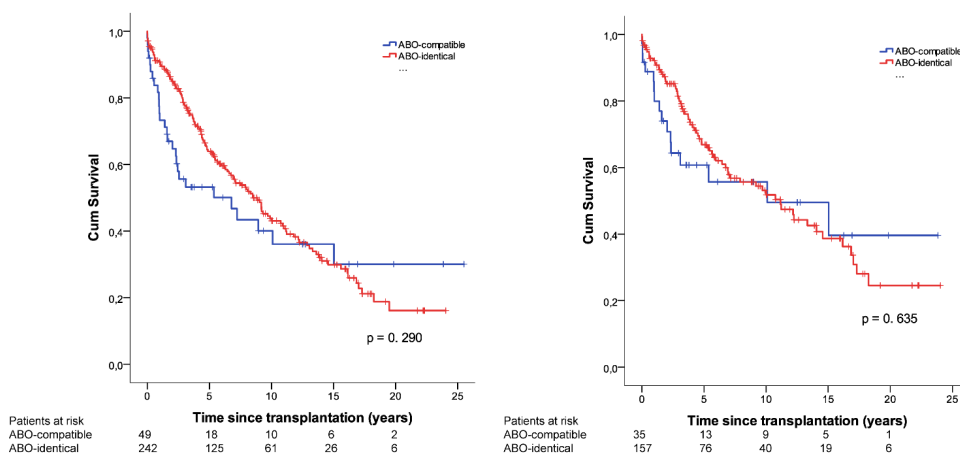 1,0
0,8
0,6
0,4
0,2
0,0
Cum Survival
ABO-compatible
ABO-identical
...
p = 0. 290
0 5 10 15 20 25
Time since transplantation (years)
Patients at risk
ABO-compatible 49 18 10 6 2
ABO-identical 242 125 61 26 6
1,0
0,8
0,6
0,4
0,2
0,0
Cum Survival
ABO-compatible
ABO-identical
...
p = 0. 635
0 5 10 15 20 25
Time since transplantation (years)
Patients at risk
ABO-compatible 35 13 9 5 1
ABO-identical 157 76 40 19 6